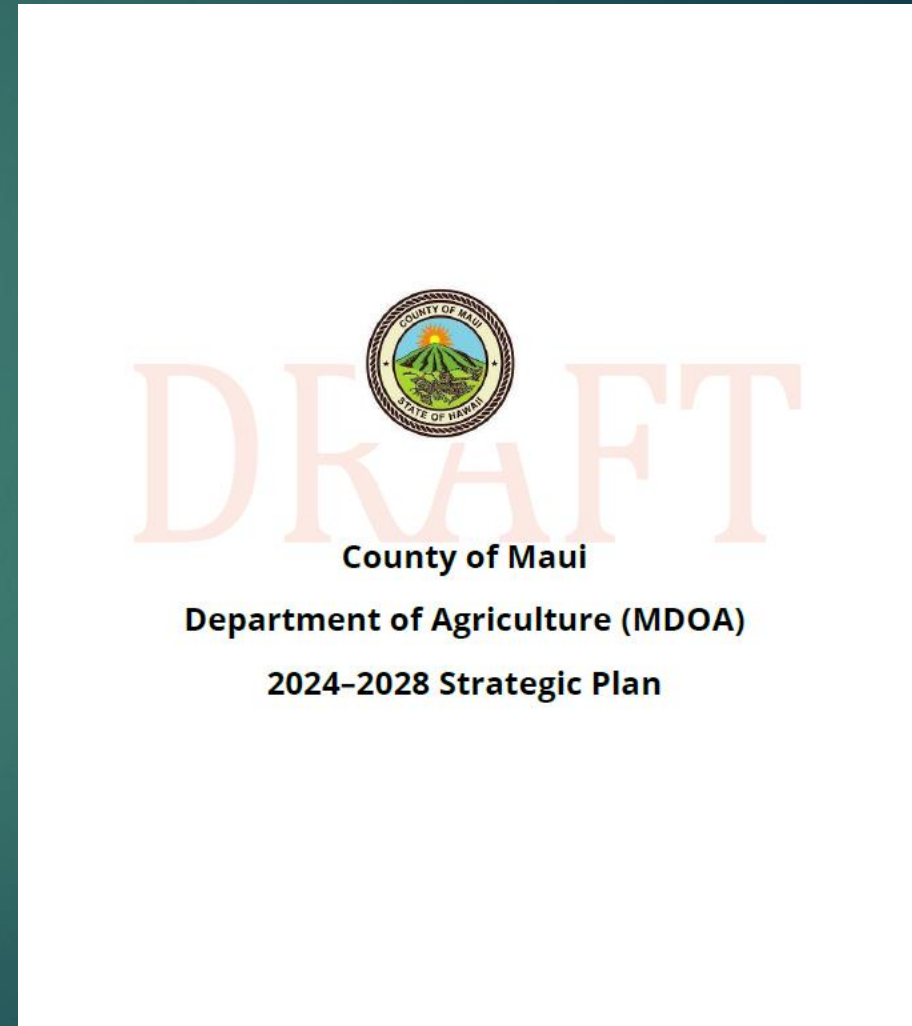 COUNTY OF MAUI
STATE OF HAWAII
DRAFT
County of Maui
Department of Agriculture (MDOA)
2024–2028 Strategic Plan